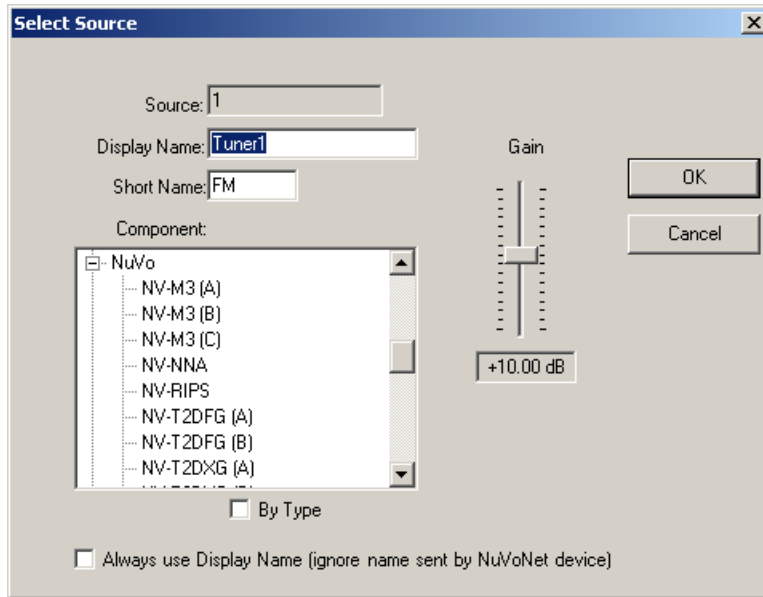 Select Source
Source: 1
Display Name: Tuner1
Short Name: FM
Component:
NuVo
NV-M3 (A)
NV-M3 (B)
NV-M3 (C)
NV-NNA
NV-RIPS
NV-T2DFG (A)
NV-T2DFG (B)
NV-T2DXG (A)
By Type
Always use Display Name (ignore name sent by NuVoNet device)
Gain
+10.00 dB
OK
Cancel